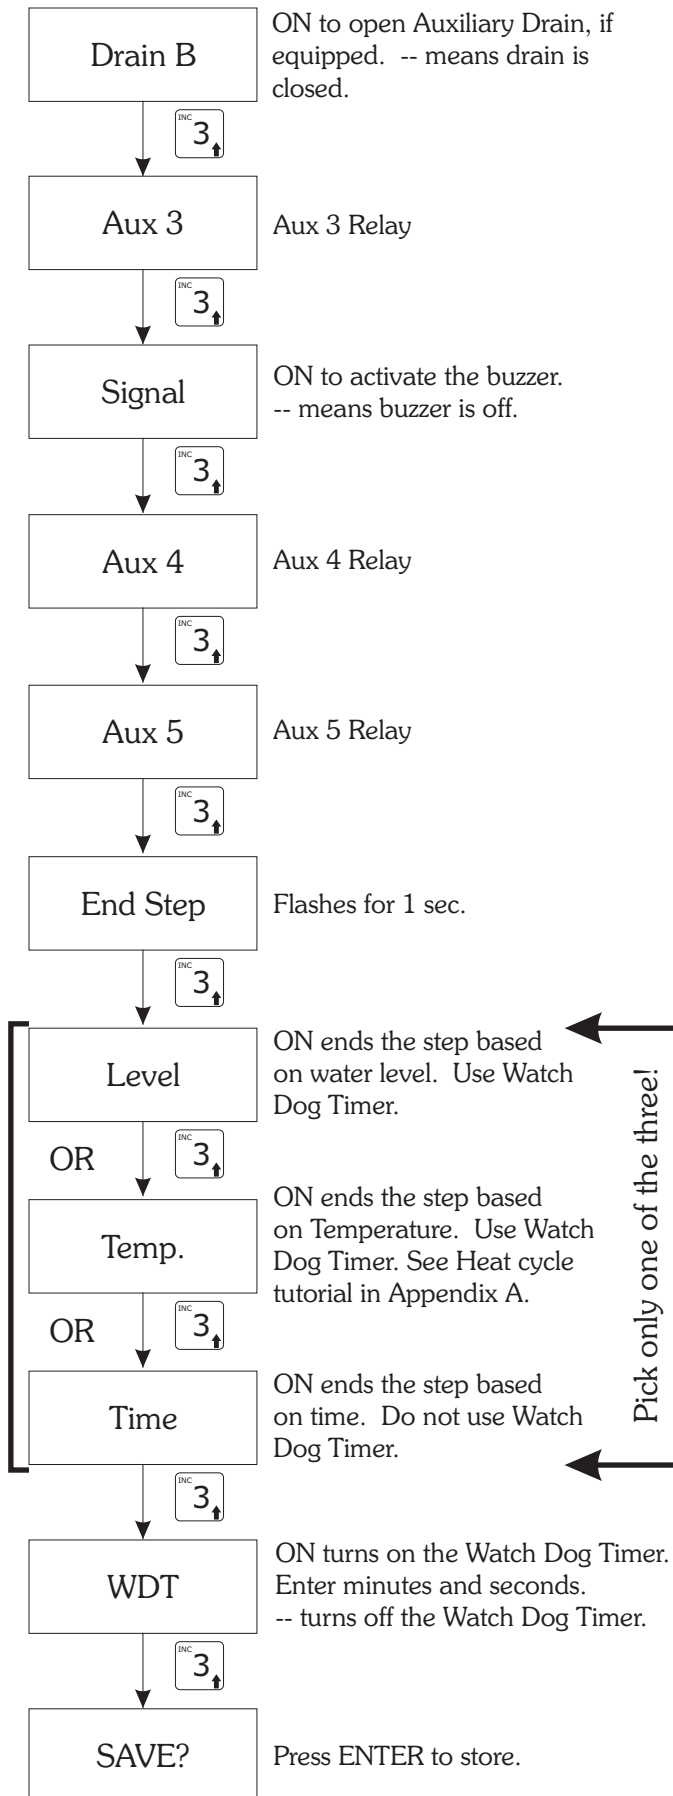 Drain B
ON to open Auxiliary Drain, if
equipped.  -- means drain is
closed.
INC
3
Aux 3
Aux 3 Relay
INC
3
Signal
ON to activate the buzzer.
-- means buzzer is off.
INC
3
Aux 4
Aux 4 Relay
INC
3
Aux 5
Aux 5 Relay
INC
3
End Step
Flashes for 1 sec.
INC
3
Level
ON ends the step based
on water level.  Use Watch
Dog Timer.
OR
INC
3
Temp.
ON ends the step based
on Temperature.  Use Watch
Dog Timer. See Heat cycle
tutorial in Appendix A.
OR
INC
3
Time
ON ends the step based
on time.  Do not use Watch
Dog Timer.
Pick only one of the three!
INC
3
WDT
ON turns on the Watch Dog Timer.
Enter minutes and seconds.
-- turns off the Watch Dog Timer.
INC
3
SAVE?
Press ENTER to store.